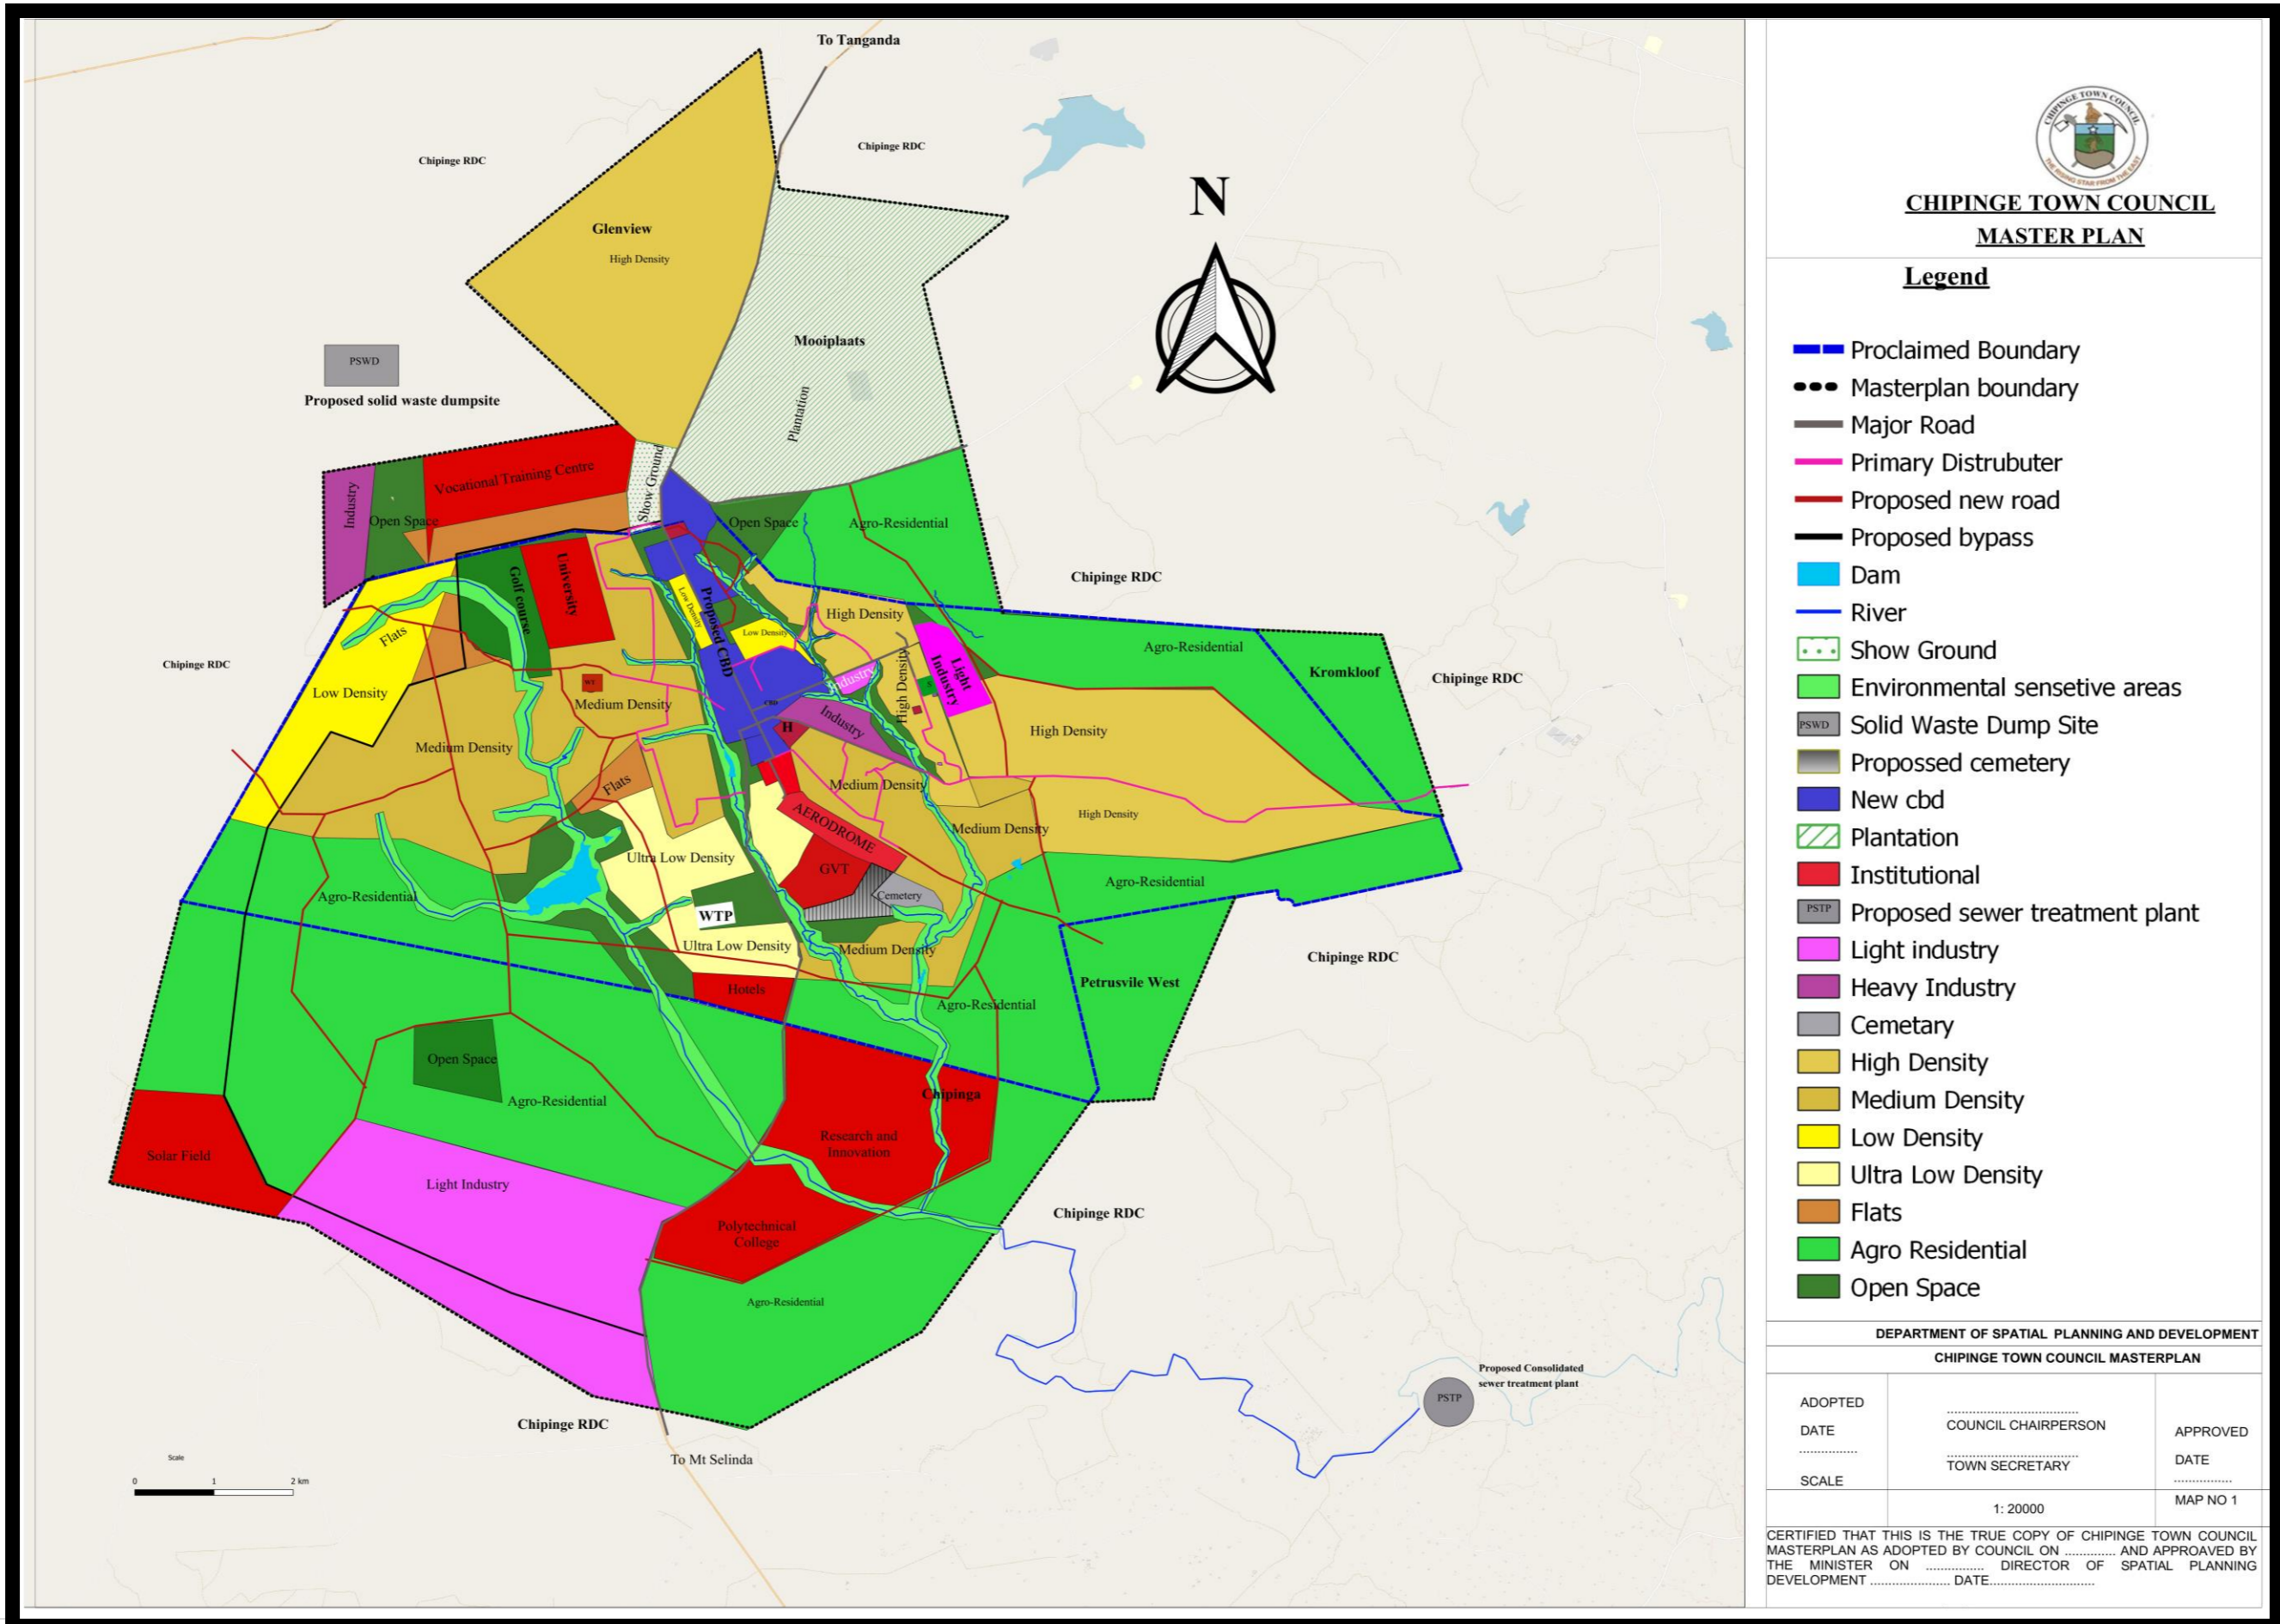 To Tanganda
Chipinge RDC
Chipinge RDC
N
Glenview
High Density
Mooiplaats
Plantation
PSWD
Proposed solid waste dumpsite
Vocational Training Centre
Show Ground
Industry
Open Space
Open Space
Agro-Residential
Chipinge RDC
University
Golf course
Low Density
Proposed CBD
Low Density
High Density
Agro-Residential
Kromkloof
Chipinge RDC
Chipinge RDC
Flats
Low Density
Medium Density
Medium Density
Industry
High Density
Light
Industry
CBD
H
Industry
High Density
Flats
Medium Density
AERODROME
Medium Density
High Density
Ultra Low Density
GVT
Cemetery
Agro-Residential
Agro-Residential
WTP
Ultra Low Density
Medium Density
Chipinge RDC
Hotels
Petrusvile West
Agro-Residential
Open Space
Agro-Residential
Chipinga
Research and
Innovation
Solar Field
Light Industry
Polytechnical
College
Chipinge RDC
Agro-Residential
Proposed Consolidated
sewer treatment plant
PSTP
Chipinge RDC
To Mt Selinda
Scale
0 1 2 km
CHIPINGE TOWN COUNCIL
THE RISING STAR FROM THE EAST
CHIPINGE TOWN COUNCIL
MASTER PLAN
Legend
Proclaimed Boundary
Masterplan boundary
Major Road
Primary Distrubuter
Proposed new road
Proposed bypass
Dam
River
Show Ground
Environmental sensetive areas
PSWD Solid Waste Dump Site
Propossed cemetery
New cbd
Plantation
Institutional
PSTP Proposed sewer treatment plant
Light industry
Heavy Industry
Cemetary
High Density
Medium Density
Low Density
Ultra Low Density
Flats
Agro Residential
Open Space
DEPARTMENT OF SPATIAL PLANNING AND DEVELOPMENT
CHIPINGE TOWN COUNCIL MASTERPLAN
ADOPTED
DATE
..............
SCALE
................................
COUNCIL CHAIRPERSON
................................
TOWN SECRETARY
APPROVED
DATE
..............
1: 20000
MAP NO 1
CERTIFIED THAT THIS IS THE TRUE COPY OF CHIPINGE TOWN COUNCIL
MASTERPLAN AS ADOPTED BY COUNCIL ON ............. AND APPROAVED BY
THE MINISTER ON ............... DIRECTOR OF SPATIAL PLANNING
DEVELOPMENT ..................... DATE............................